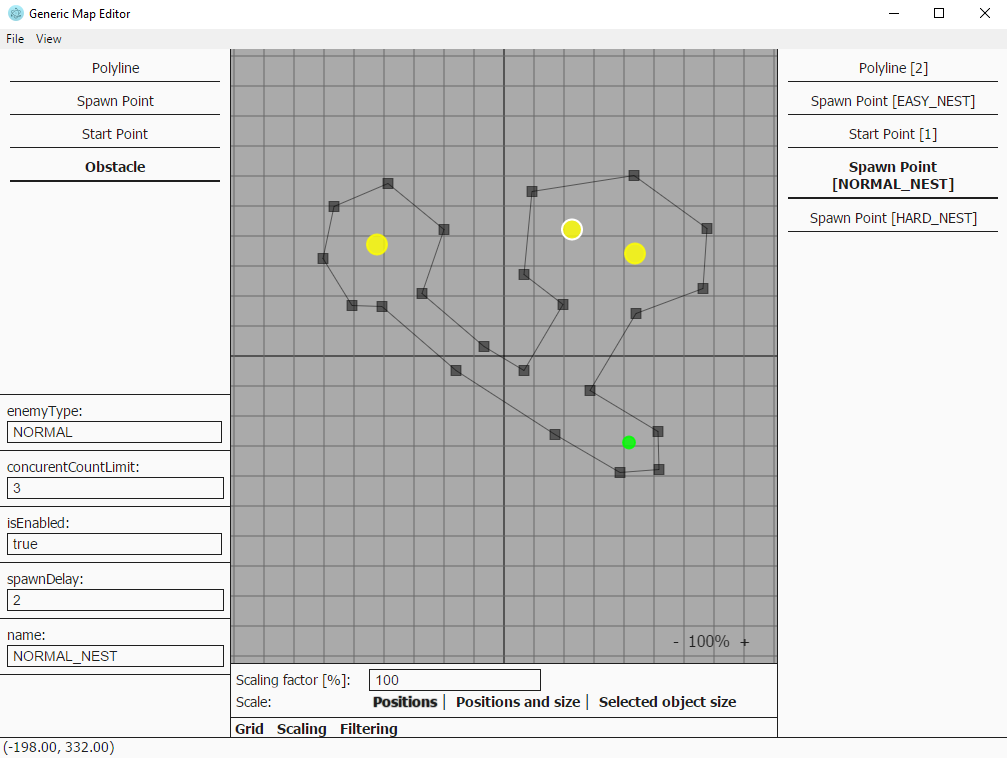 Generic Map Editor
File View
Polyline
Spawn Point
Start Point
Obstacle
enemyType:
NORMAL
concurentCountLimit:
3
isEnabled:
true
spawnDelay:
2
name:
NORMAL_NEST
- 100% +
Scaling factor [%]: 100
Scale: Positions | Positions and size | Selected object size
Grid Scaling Filtering
Polyline [2]
Spawn Point [EASY_NEST]
Start Point [1]
Spawn Point
[NORMAL_NEST]
Spawn Point [HARD_NEST]
(-198.00, 332.00)